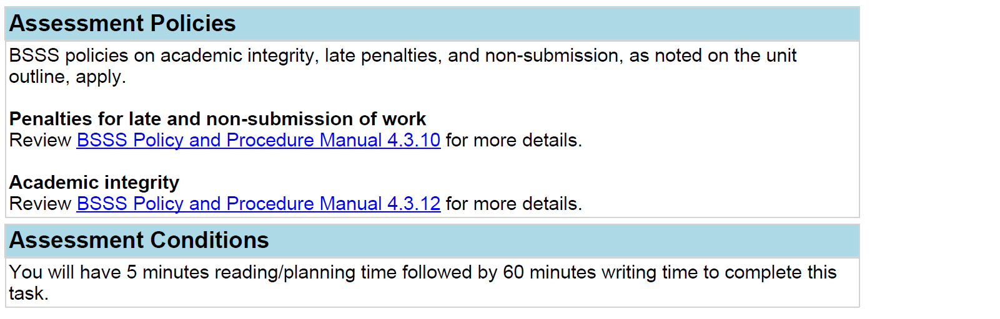 Assessment Policies
BSSS policies on academic integrity, late penalties, and non-submission, as noted on the unit
outline, apply.
Penalties for late and non-submission of work
Review BSSS Policy and Procedure Manual 4.3.10 for more details.
Academic integrity
Review BSSS Policy and Procedure Manual 4.3.12 for more details.
Assessment Conditions
You will have 5 minutes reading/planning time followed by 60 minutes writing time to complete this
task.